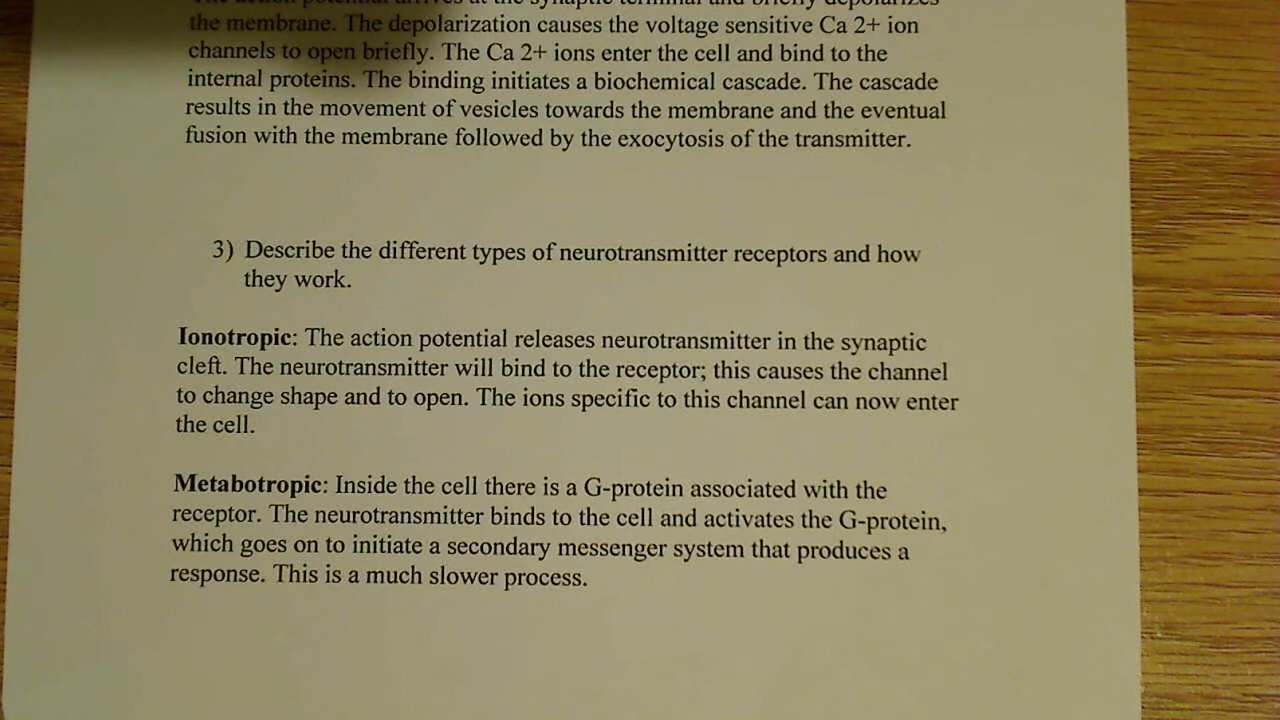 the synaptic terminal and briefly depolarizes
the membrane. The depolarization causes the voltage sensitive Ca 2+ ion
channels to open briefly. The Ca 2+ ions enter the cell and bind to the
internal proteins. The binding initiates a biochemical cascade. The cascade
results in the movement of vesicles towards the membrane and the eventual
fusion with the membrane followed by the exocytosis of the transmitter.
3) Describe the different types of neurotransmitter receptors and how
they work.
Ionotropic: The action potential releases neurotransmitter in the synaptic
cleft. The neurotransmitter will bind to the receptor; this causes the channel
to change shape and to open. The ions specific to this channel can now enter
the cell.
Metabotropic: Inside the cell there is a G-protein associated with the
receptor. The neurotransmitter binds to the cell and activates the G-protein,
which goes on to initiate a secondary messenger system that produces a
response. This is a much slower process.